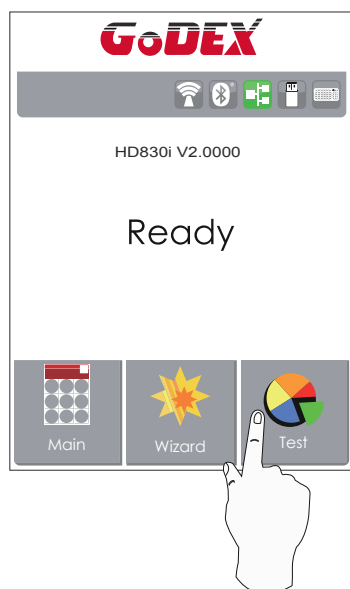 GoDEX
HD830i V2.0000
Ready
Main
Wizard
Test